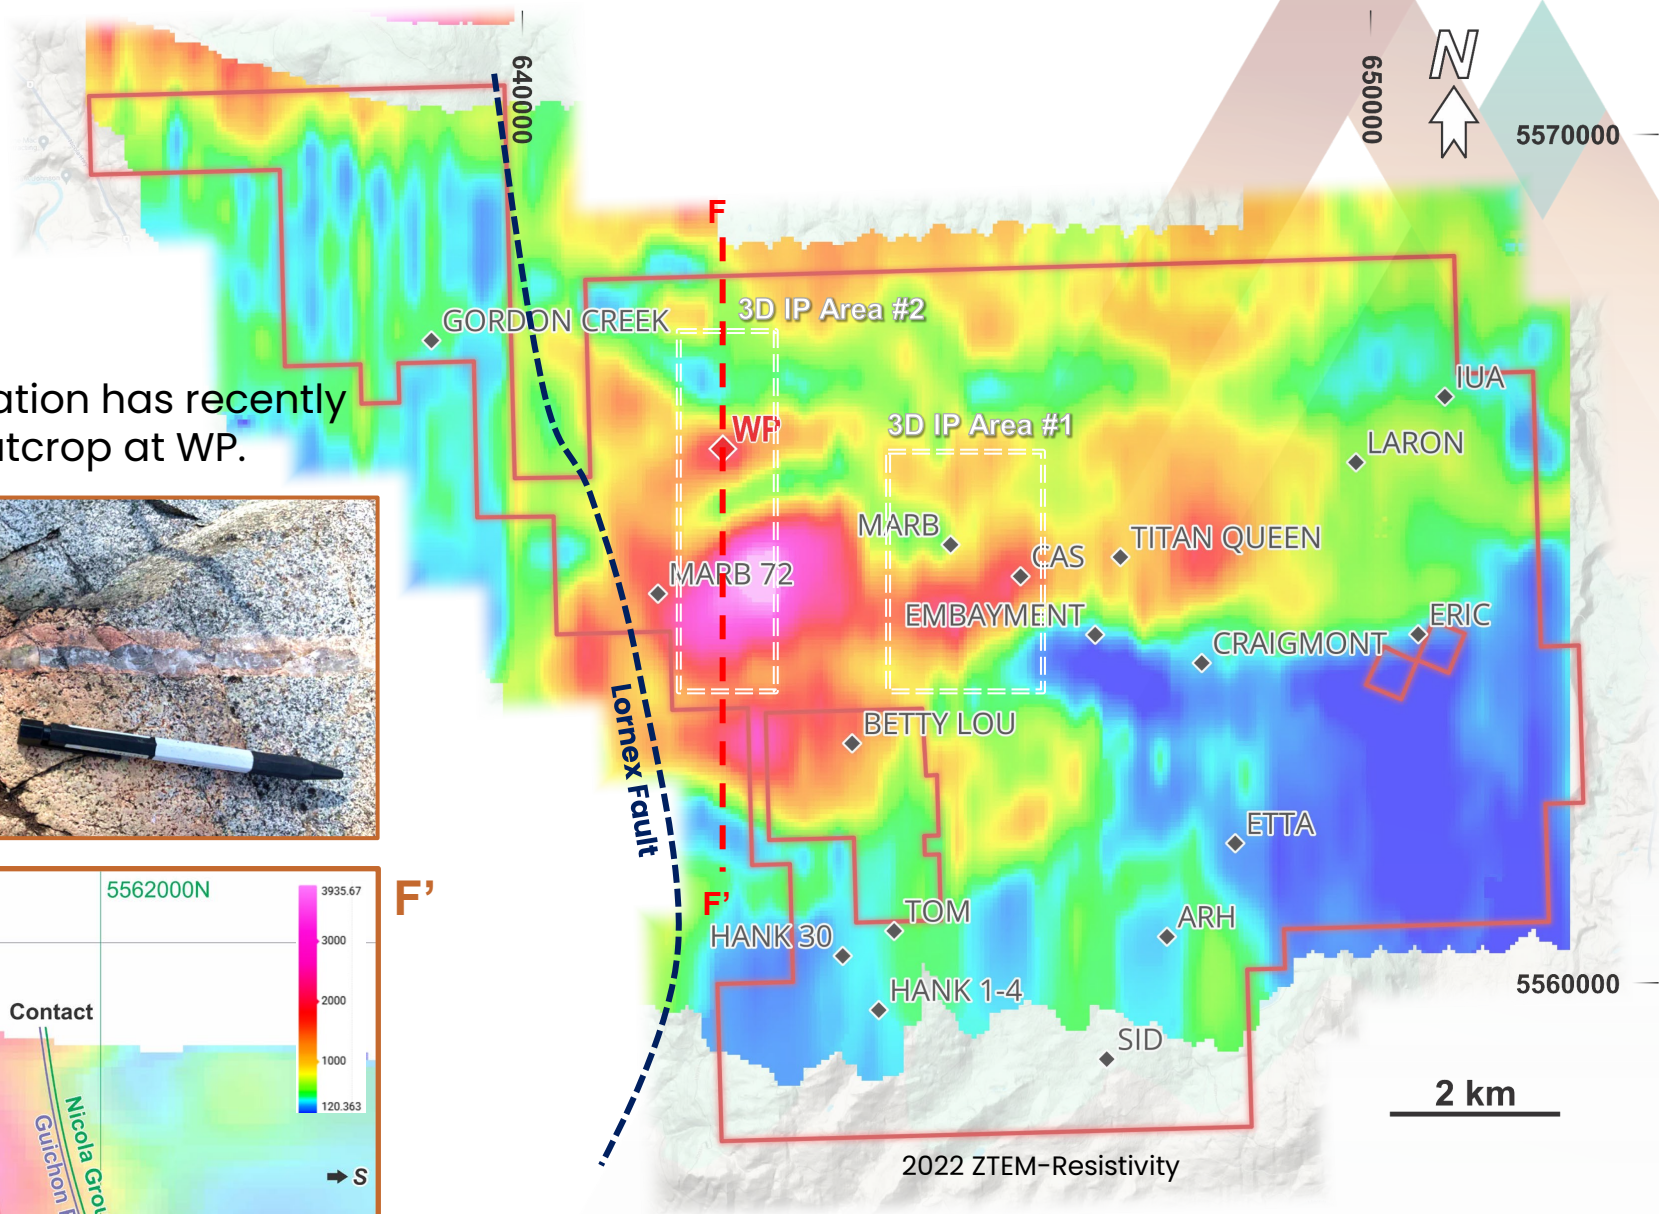 640000
650000
N
5570000
F
3D IP Area #2
GORDON CREEK
IUA
ation has recently
WP
3D IP Area #1
tcrop at WP.
LARON
MARB
TITAN QUEEN
CAS
MARB 72
EMBAYMENT
ERIC
CRAIGMONT
Lornex Fault
BETTY LOU
ETTA
5562000N
3935.67
F’
F’
3000
TOM
ARH
HANK 30
5560000
2000
HANK 1-4
Contact
SID
1000
2 km
120.363
Nicola Grou
Guichon
S
2022 ZTEM-Resistivity